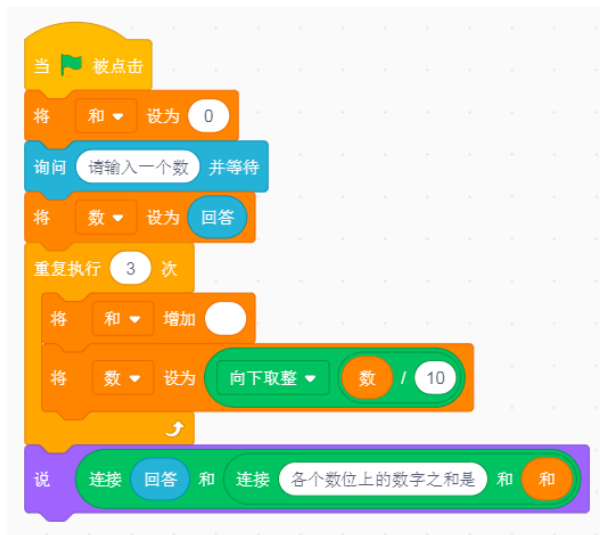 当 被点击
将 和 设为 0
询问 请输入一个数 并等待
将 数 设为 回答
重复执行 3 次
将 和 增加
将 数 设为 向下取整 数 / 10
说 连接 回答 和 连接 各个数位上的数字之和是 和 和